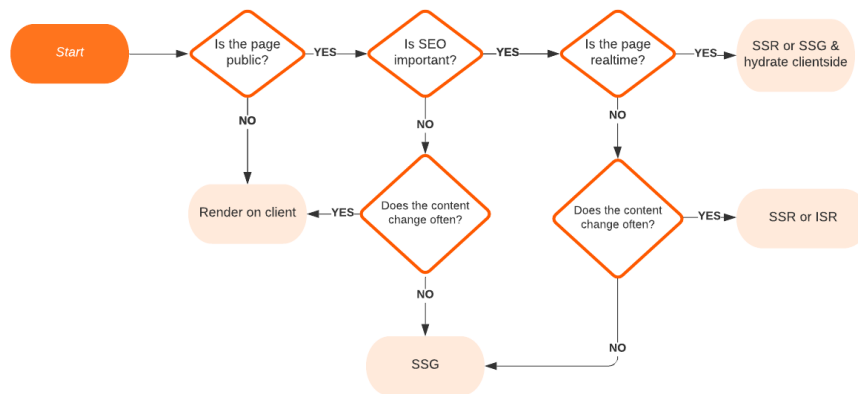 Start
Is the page
public?
YES
Is SEO
important?
YES
Is the page
realtime?
YES
SSR or SSG &
hydrate clientside
NO
NO
NO
Render on client
YES
Does the content
change often?
Does the content
change often?
YES
SSR or ISR
NO
NO
SSG